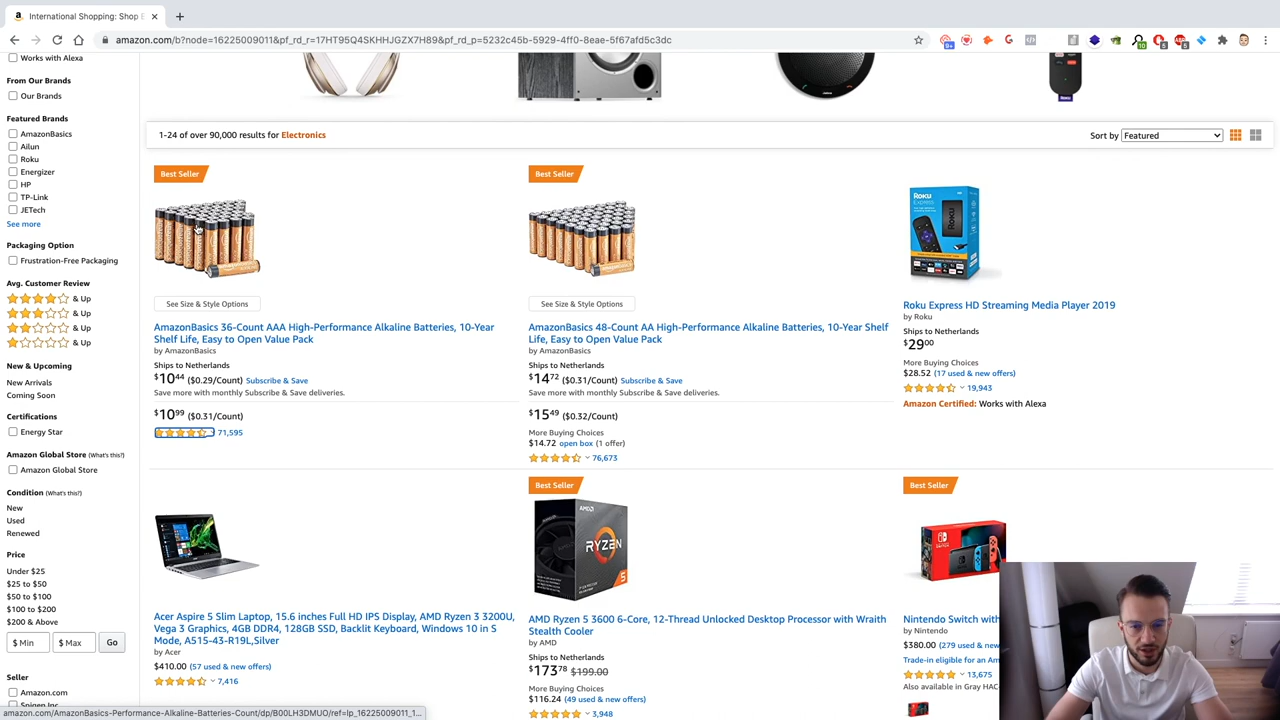 International Shopping: Shop E
amazon.com/b?node=16225009011&pf_rd_r=17HT95Q4SKHHJGZX7H89&pf_rd_p=5232c45b-5929-4ff0-8eae-5f67afd5c3dc
Works with Alexa
From Our Brands
Our Brands
Featured Brands
AmazonBasics
Ailun
Roku
Energizer
HP
TP-Link
JETech
See more
Packaging Option
Frustration-Free Packaging
Avg. Customer Review
& Up
& Up
& Up
& Up
New & Upcoming
New Arrivals
Coming Soon
Certifications
Energy Star
Amazon Global Store (What's this?)
Amazon Global Store
Condition (What's this?)
New
Used
Renewed
Price
Under $25
$25 to $50
$50 to $100
$100 to $200
$200 & Above
$ Min $ Max Go
Seller
Amazon.com
Spigen Inc
1-24 of over 90,000 results for Electronics
Sort by Featured
Best Seller
See Size & Style Options
AmazonBasics 36-Count AAA High-Performance Alkaline Batteries, 10-Year
Shelf Life, Easy to Open Value Pack
by AmazonBasics
Ships to Netherlands
$10 44 ($0.29/Count) Subscribe & Save
Save more with monthly Subscribe & Save deliveries.
$10 99 ($0.31/Count)
71,595
Best Seller
See Size & Style Options
AmazonBasics 48-Count AA High-Performance Alkaline Batteries, 10-Year Shelf
Life, Easy to Open Value Pack
by AmazonBasics
Ships to Netherlands
$14 72 ($0.31/Count) Subscribe & Save
Save more with monthly Subscribe & Save deliveries.
$15 49 ($0.32/Count)
More Buying Choices
$14.72 open box (1 offer)
76,673
Roku
Express
Roku Express HD Streaming Media Player 2019
by Roku
Ships to Netherlands
$29 00
More Buying Choices
$28.52 (17 used & new offers)
19,943
Amazon Certified: Works with Alexa
Acer Aspire 5 Slim Laptop, 15.6 inches Full HD IPS Display, AMD Ryzen 3 3200U,
Vega 3 Graphics, 4GB DDR4, 128GB SSD, Backlit Keyboard, Windows 10 in S
Mode, A515-43-R19L,Silver
by Acer
$410.00 (57 used & new offers)
7,416
Best Seller
AMD
RYZEN
5
AMD Ryzen 5 3600 6-Core, 12-Thread Unlocked Desktop Processor with Wraith
Stealth Cooler
by AMD
Ships to Netherlands
$173 78 $199.00
More Buying Choices
$116.24 (49 used & new offers)
3,948
Best Seller
Nintendo Switch with
by Nintendo
$380.00 (279 used & new
Trade-in eligible for an Am
13,675
Also available in Gray HAC-
amazon.com/AmazonBasics-Performance-Alkaline-Batteries-Count/dp/B00LH3DMUO/ref=lp_16225009011_1...